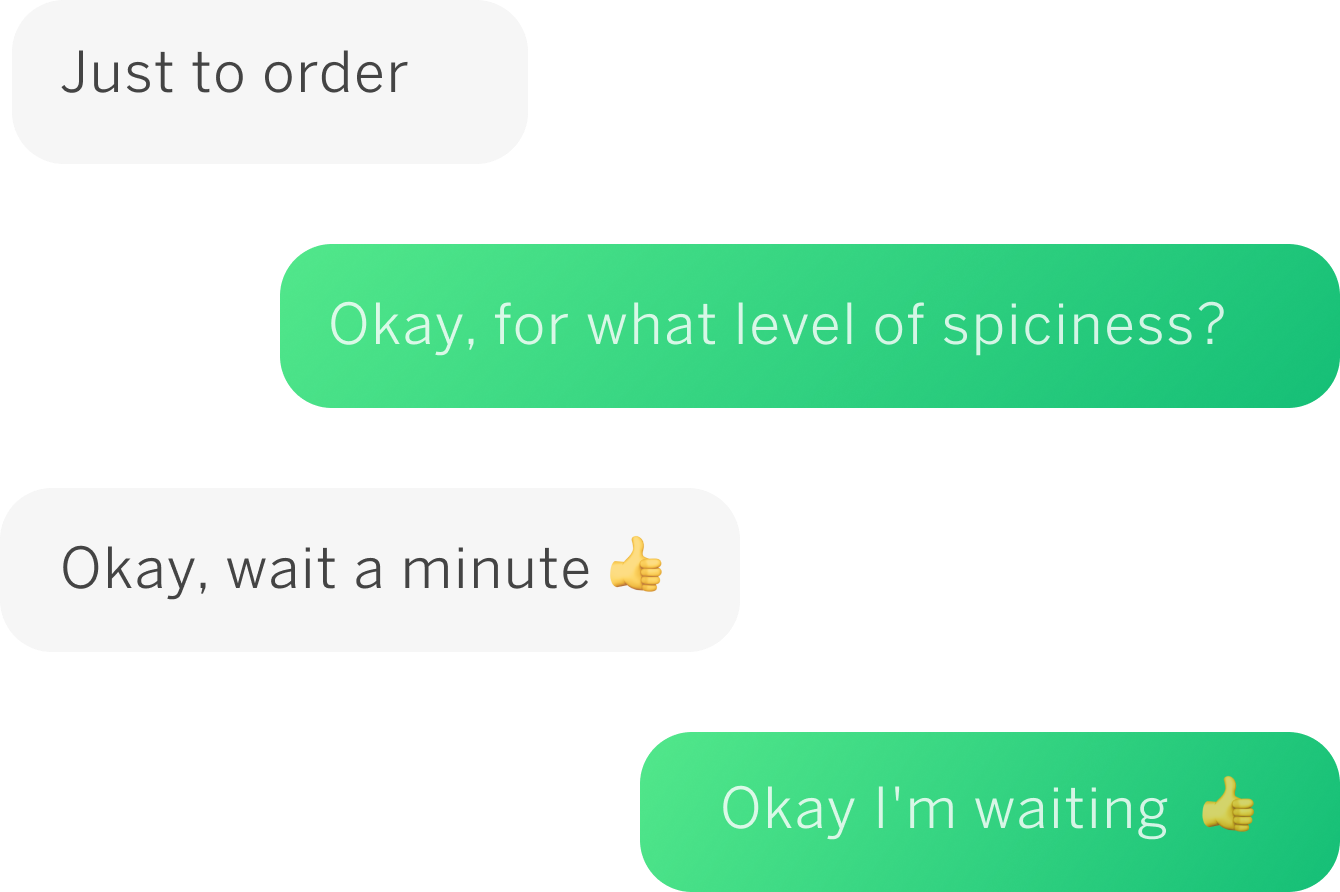 Just to order
Okay, for what level of spiciness?
Okay, wait a minute 👍
Okay I'm waiting 👍